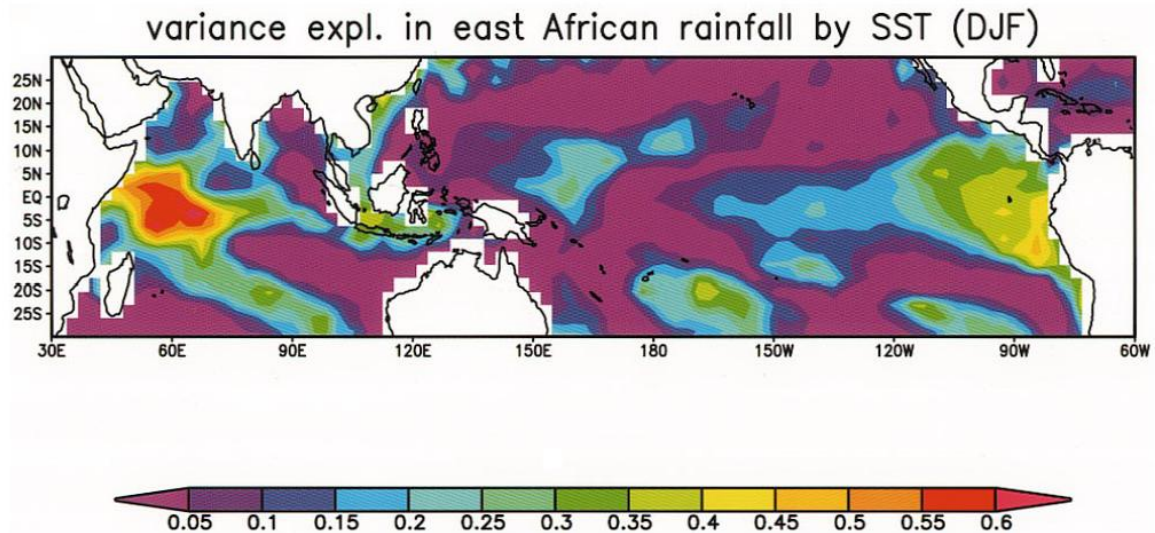 variance expl. in east African rainfall by SST (DJF)
25N
20N
15N
10N
5N
EQ
5S
10S
15S
20S
25S
30E 60E 90E 120E 150E 180 150W 120W 90W 60W
0.05 0.1 0.15 0.2 0.25 0.3 0.35 0.4 0.45 0.5 0.55 0.6